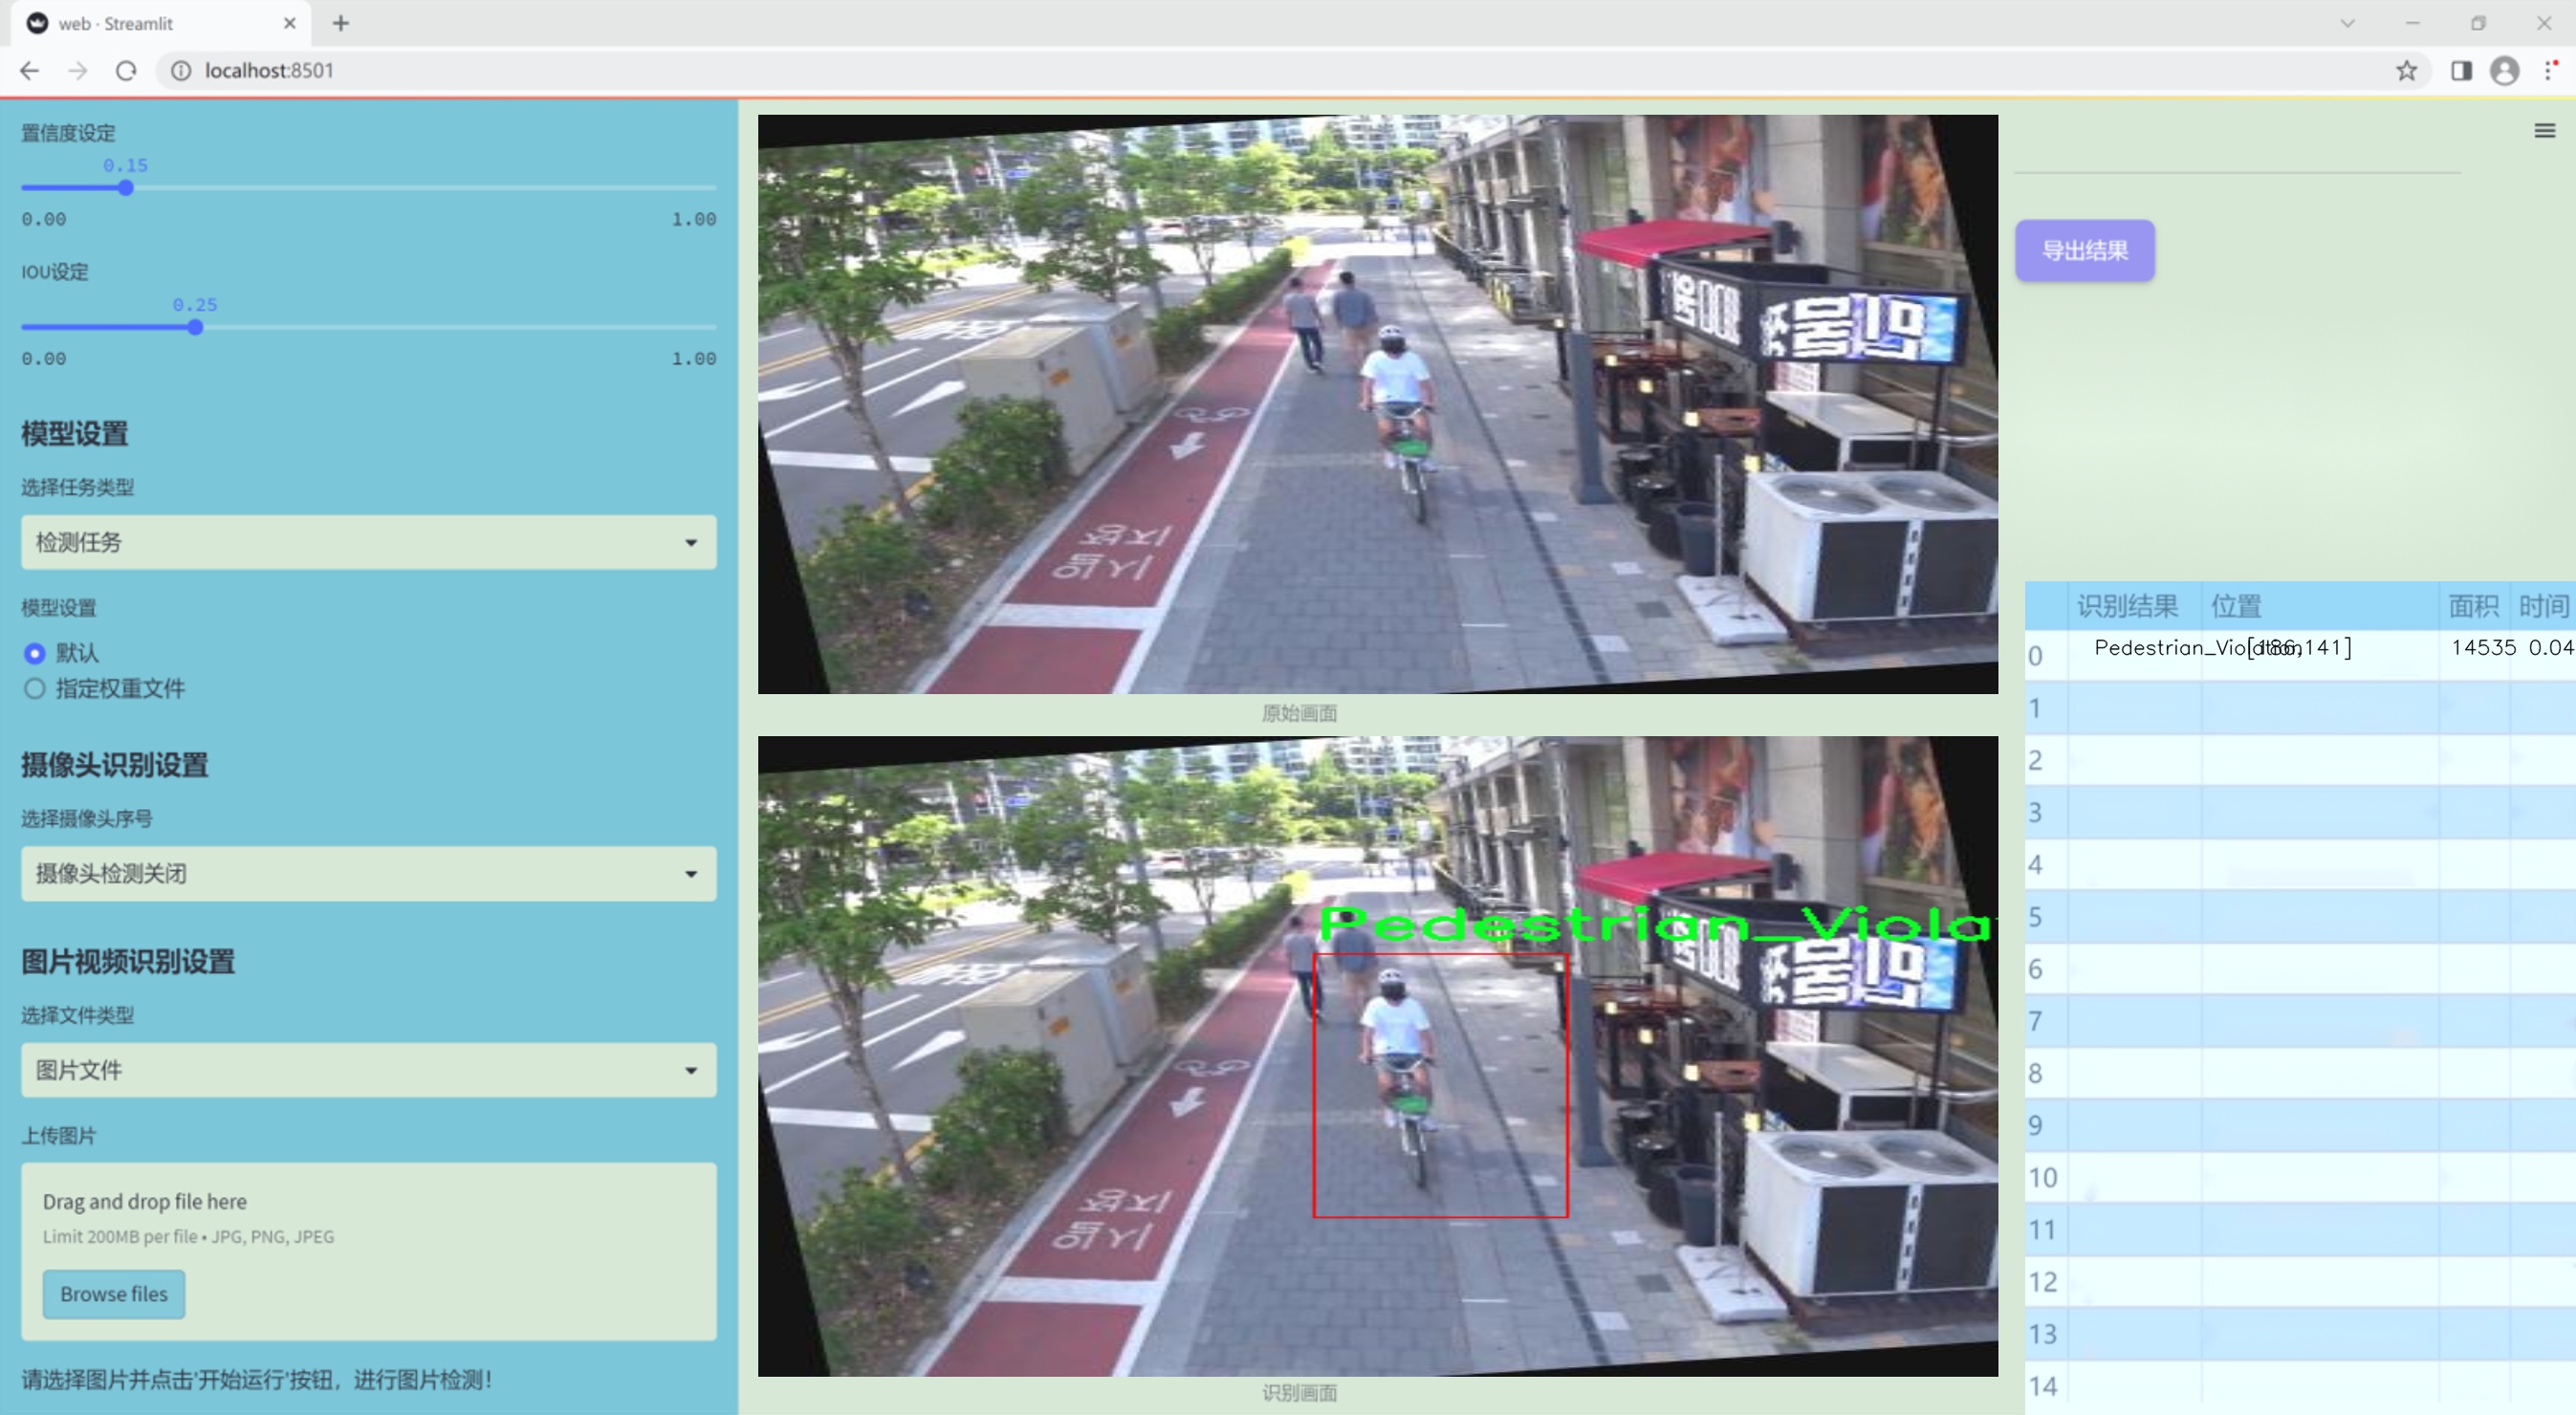 web · Streamlit
localhost:8501
置信度设定
0.15
0.00 1.00
IOU设定
0.25
0.00 1.00
模型设置
选择任务类型
检测任务
模型设置
默认
指定权重文件
摄像头识别设置
选择摄像头序号
摄像头检测关闭
图片视频识别设置
选择文件类型
图片文件
上传图片
Drag and drop file here
Limit 200MB per file • JPG, PNG, JPEG
Browse files
请选择图片并点击'开始运行'按钮，进行图片检测！
原始画面
Pedestrian_Viola
识别画面
导出结果
识别结果 位置 面积 时间
0 Pedestrian_Violation [186,141] 14535 0.04
1
2
3
4
5
6
7
8
9
10
11
12
13
14